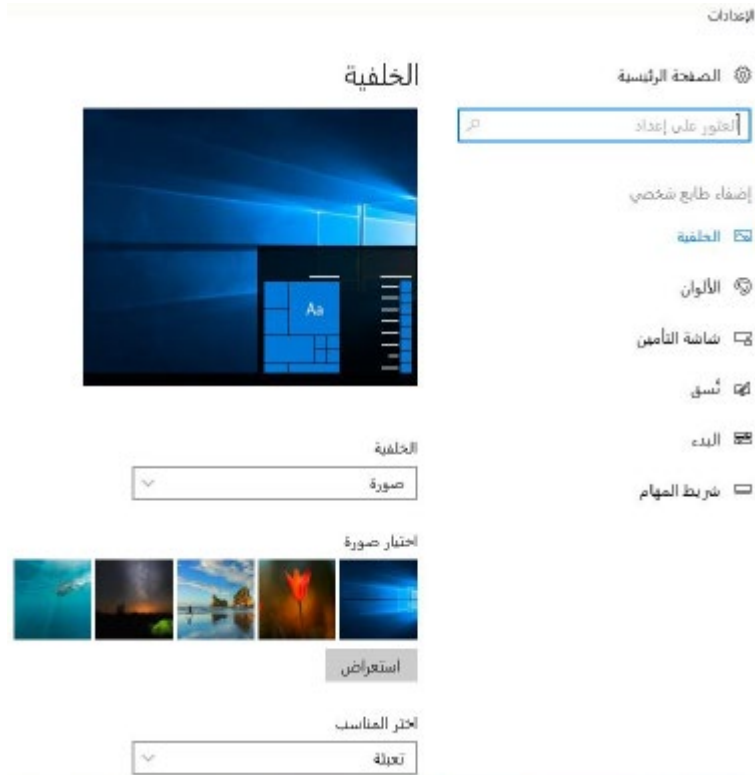 الإعدادات
الصفحة الرئيسية
العثور على إعداد
إضفاء طابع شخصي
الخلفية
الألوان
شاشة التأمين
نُسق
البدء
شريط المهام
الخلفية
Aa
الخلفية
صورة
اختيار صورة
استعراض
اختر المناسب
تعبئة